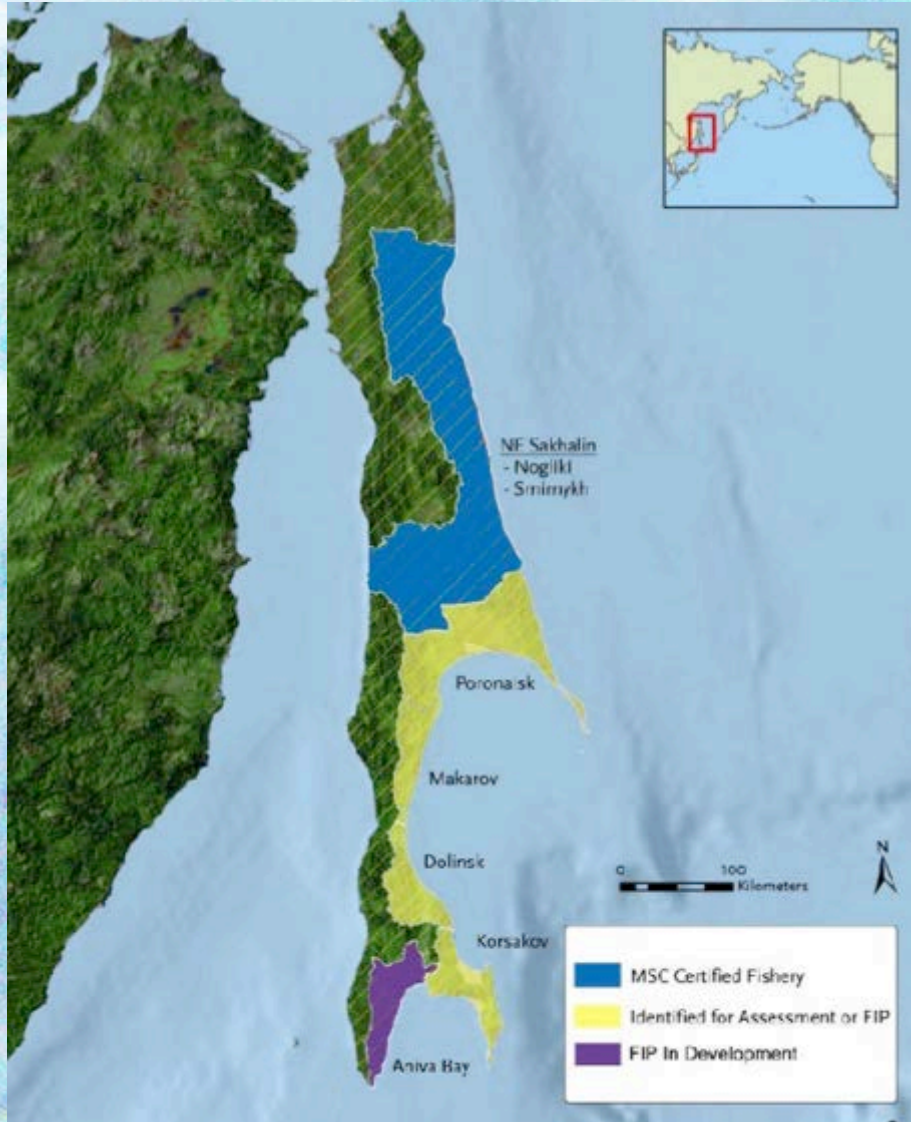 NE Sakhalin
- Nogliki
- Smirnykh
Poronaisk
Makarov
Dolinsk
Korsakov
Aniva Bay
0 100
Kilometers
N
MSC Certified Fishery
Identified for Assessment or FIP
FIP In Development